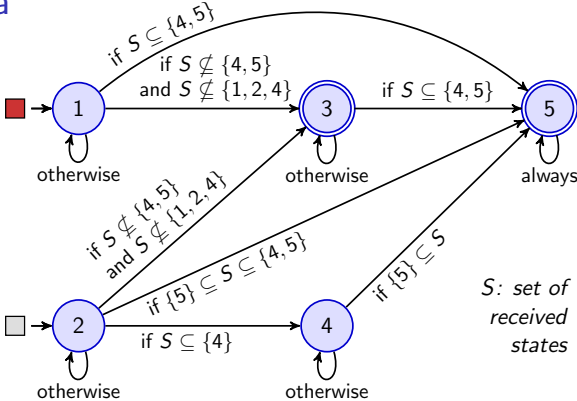 a
if S ⊆ {4, 5}
if S ⊈ {4, 5}
and S ⊈ {1, 2, 4}
if S ⊆ {4, 5}
1
3
5
otherwise
otherwise
always
if S ⊈ {4, 5}
and S ⊈ {1, 2, 4}
if {5} ⊆ S ⊆ {4, 5}
if {5} ⊆ S
S: set of
received
states
2
4
if S ⊆ {4}
otherwise
otherwise